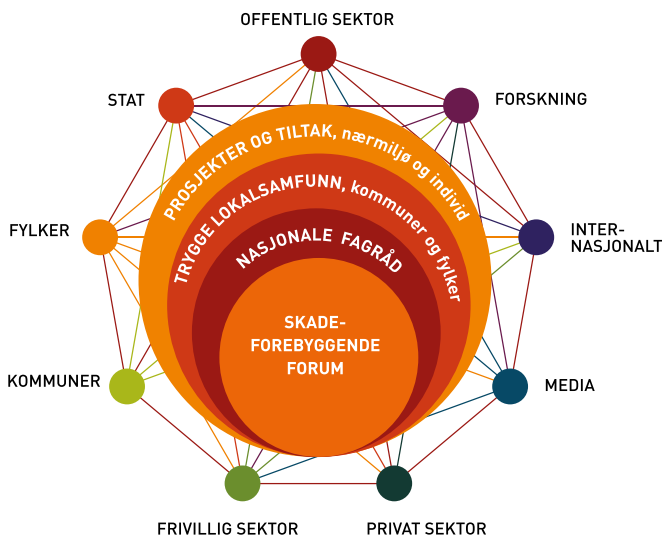 OFFENTLIG SEKTOR
STAT
FORSKNING
PROSJEKTER OG TILTAK, nærmiljø og individ
TRYGGE LOKALSAMFUNN, kommuner og fylker
FYLKER
INTER-
NASJONALT
NASJONALE FAGRÅD
SKADE-
FOREBYGGENDE
FORUM
KOMMUNER
MEDIA
FRIVILLIG SEKTOR
PRIVAT SEKTOR